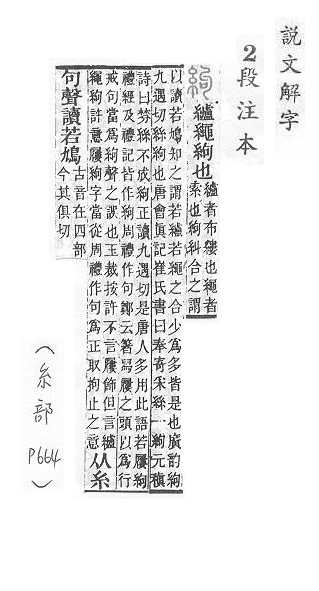 說文解字
2段注本
絇 纑繩絇也
纑者布縷也繩者
索也絇糾合之謂
以讀若鳩知之謂若纑若繩之合少爲多皆是也廣韵絇
九遇切絲絇也唐會眞記崔氏書曰奉寄絲一絇元稹
詩曰棼絲不成絇正讀九遇切是唐人多用此語若屨絇
禮經及禮記皆作絇周禮作句鄭云箸舄屨之頭以爲行
戒句當爲絇聲之誤也玉裁按許不言屨飾但言纑
繩絇許意屨絇字當從周禮作句爲正取拘止之意
从糸
句聲讀若鳩
古音在四部
今其俱切
(糸部 P664)